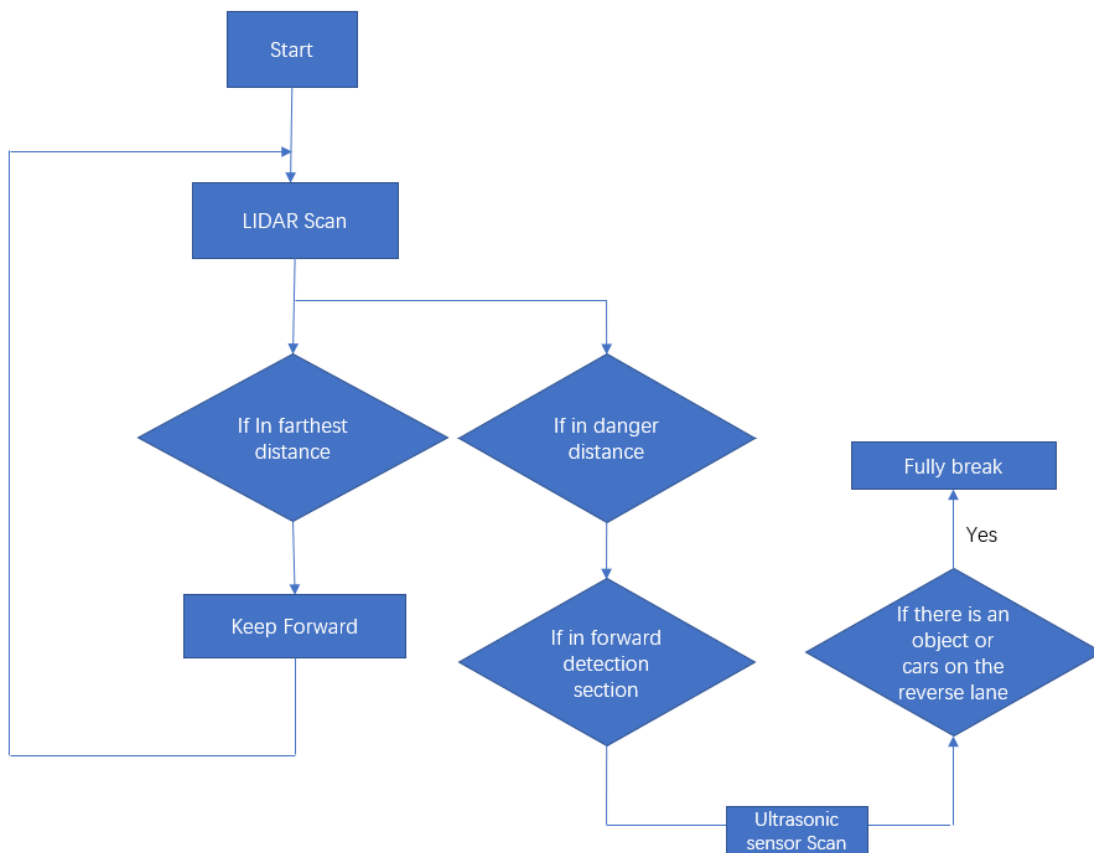 Start
LIDAR Scan
If In farthest
distance
If in danger
distance
Fully break
Yes
Keep Forward
If in forward
detection
section
If there is an
object or
cars on the
reverse lane
Ultrasonic
sensor Scan